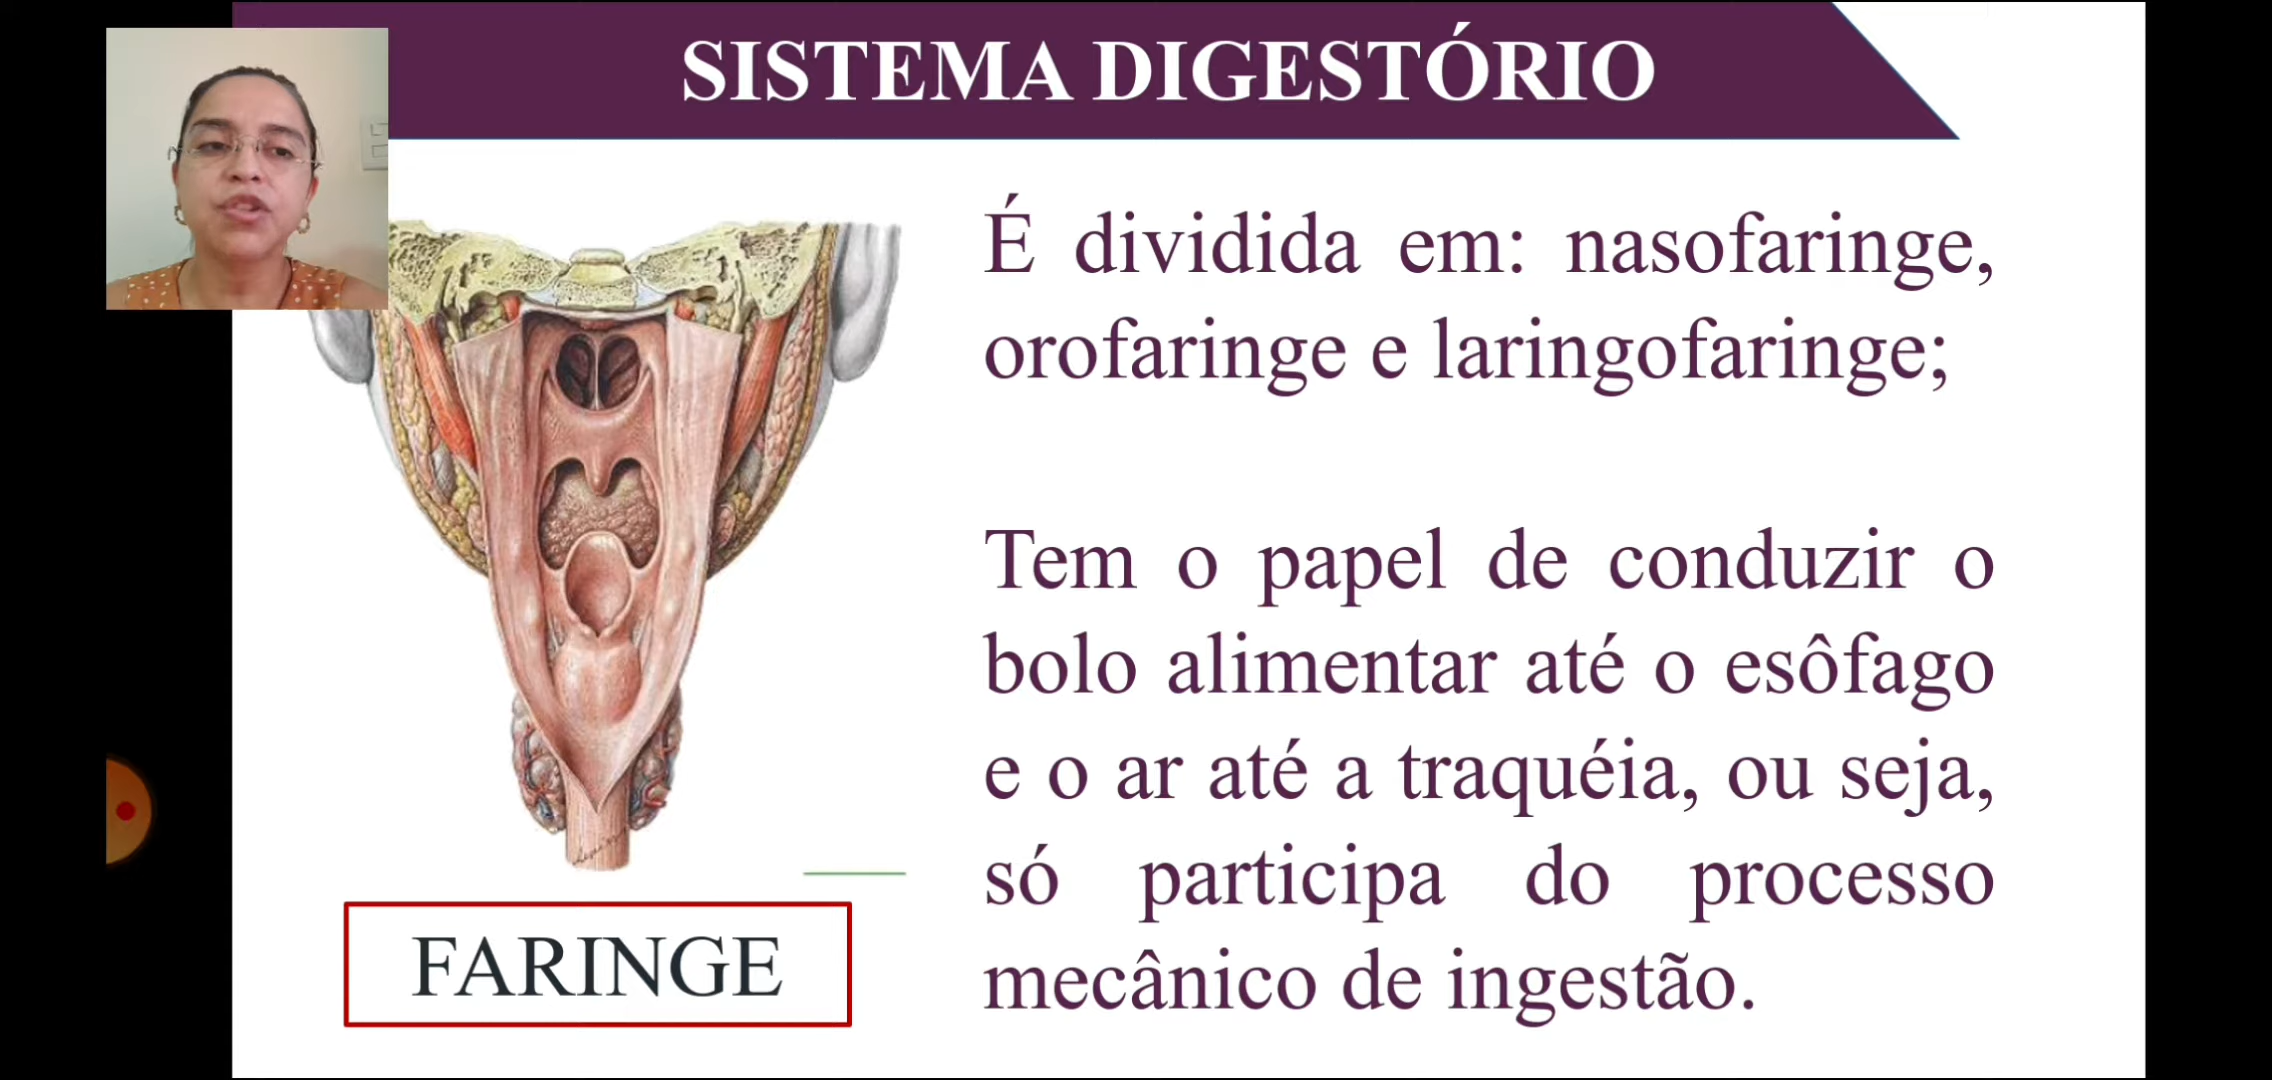 SISTEMA DIGESTÓRIO
É dividida em: nasofaringe,
orofaringe e laringofaringe;
Tem o papel de conduzir o
bolo alimentar até o esôfago
e o ar até a traquéia, ou seja,
só participa do processo
mecânico de ingestão.
FARINGE